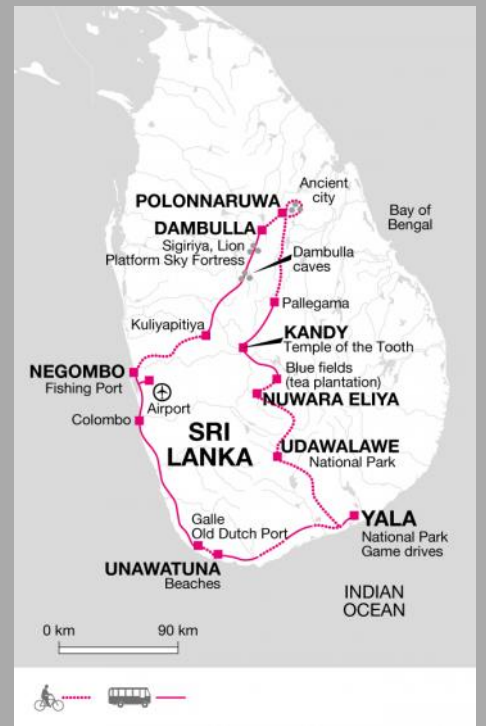 Ancient
city
POLONNARUWA
Bay of
Bengal
DAMBULLA
Sigiriya, Lion
Platform Sky Fortress
Dambulla
caves
Pallegama
Kuliyapitiya
KANDY
Temple of the Tooth
Blue fields
(tea plantation)
NEGOMBO
Fishing Port
Airport
NUWARA ELIYA
Colombo
SRI
LANKA
UDAWALAWE
National Park
Galle
Old Dutch Port
YALA
National Park
Game drives
UNAWATUNA
Beaches
INDIAN
OCEAN
0 km 90 km